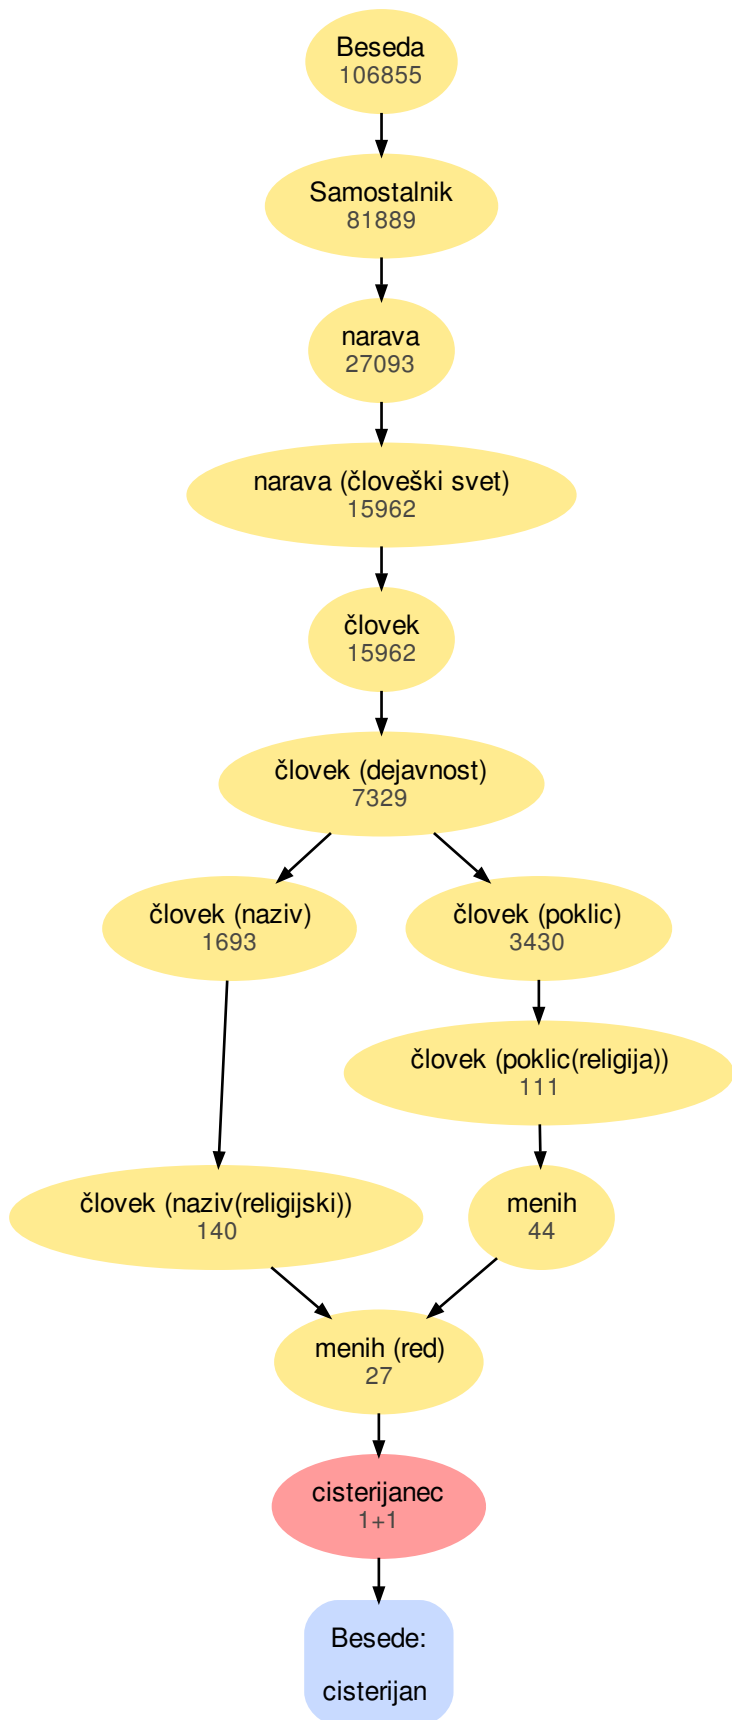 Beseda
106855
Samostalnik
81889
narava
27093
narava (človeški svet)
15962
človek
15962
človek (dejavnost)
7329
človek (naziv)
1693
človek (poklic)
3430
človek (poklic(religija))
111
človek (naziv(religijski))
140
menih
44
menih (red)
27
cisterijanec
1+1
Besede:
cisterijan